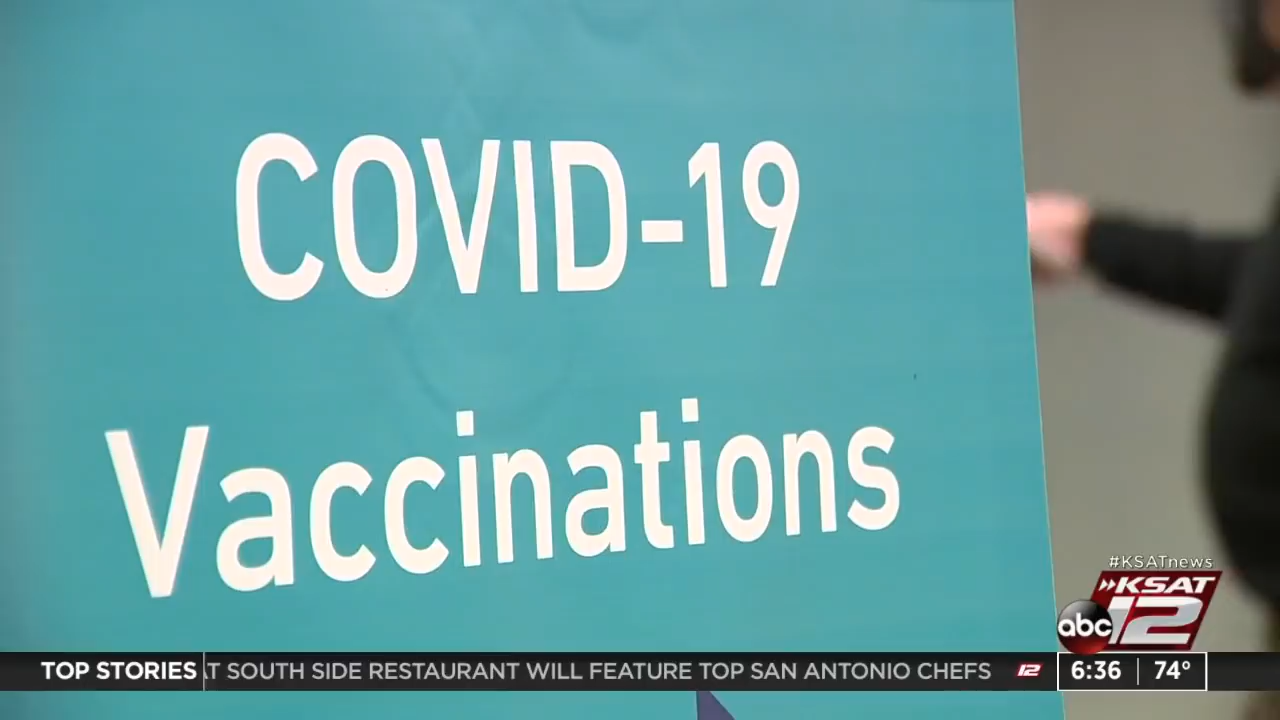 COVID-19
Vaccinations
#KSATnews
KSAT
abc 12
TOP STORIES T SOUTH SIDE RESTAURANT WILL FEATURE TOP SAN ANTONIO CHEFS 12 6:36 74°